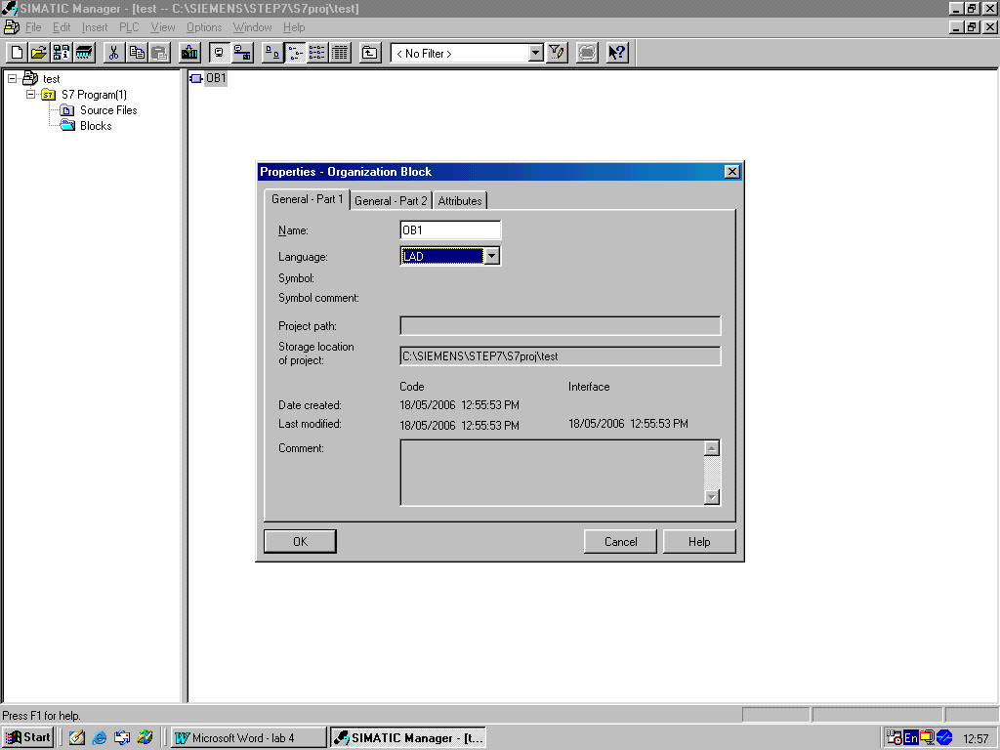 SIMATIC Manager - [test -- C:\SIEMENS\STEP7\S7proj\test]
File Edit Insert PLC View Options Window Help
< No Filter >
test
S7 Program(1)
Source Files
Blocks
OB1
Properties - Organization Block
General - Part 1 General - Part 2 Attributes
Name: OB1
Language: LAD
Symbol:
Symbol comment:
Project path:
Storage location
of project: C:\SIEMENS\STEP7\S7proj\test
Code Interface
Date created: 18/05/2006 12:55:53 PM
Last modified: 18/05/2006 12:55:53 PM 18/05/2006 12:55:53 PM
Comment:
OK Cancel Help
Press F1 for help.
Start Microsoft Word - lab 4 SIMATIC Manager - [t... En 12:57